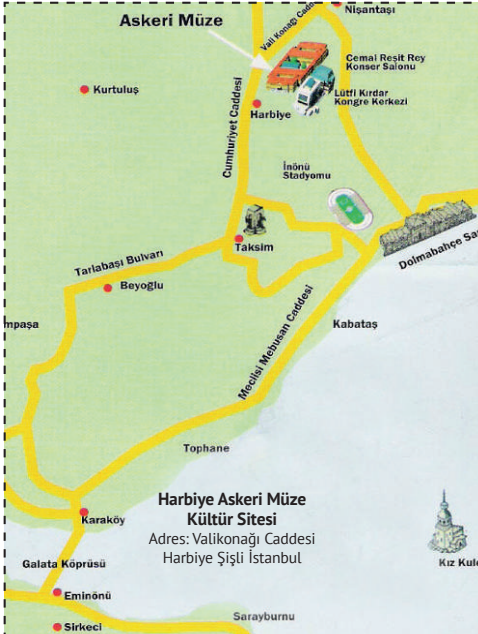 Nişantaşı
Askeri Müze
Vali Konağı Cadde
Cemal Reşit Rey
Konser Salonu
Kurtuluş
Lütfi Kırdar
Kongre Kerkezi
Harbiye
Cumhuriyet Caddesi
İnönü
Stadyomu
Taksim
Dolmabahçe Sar
Tarlabaşı Bulvarı
Beyoğlu
mpaşa
Kabataş
Meclisi Mebusan Caddesi
Tophane
Harbiye Askeri Müze
Kültür Sitesi
Adres: Valikonağı Caddesi
Harbiye Şişli İstanbul
Karaköy
Galata Köprüsü
Kız Kule
Eminönü
Sarayburnu
Sirkeci